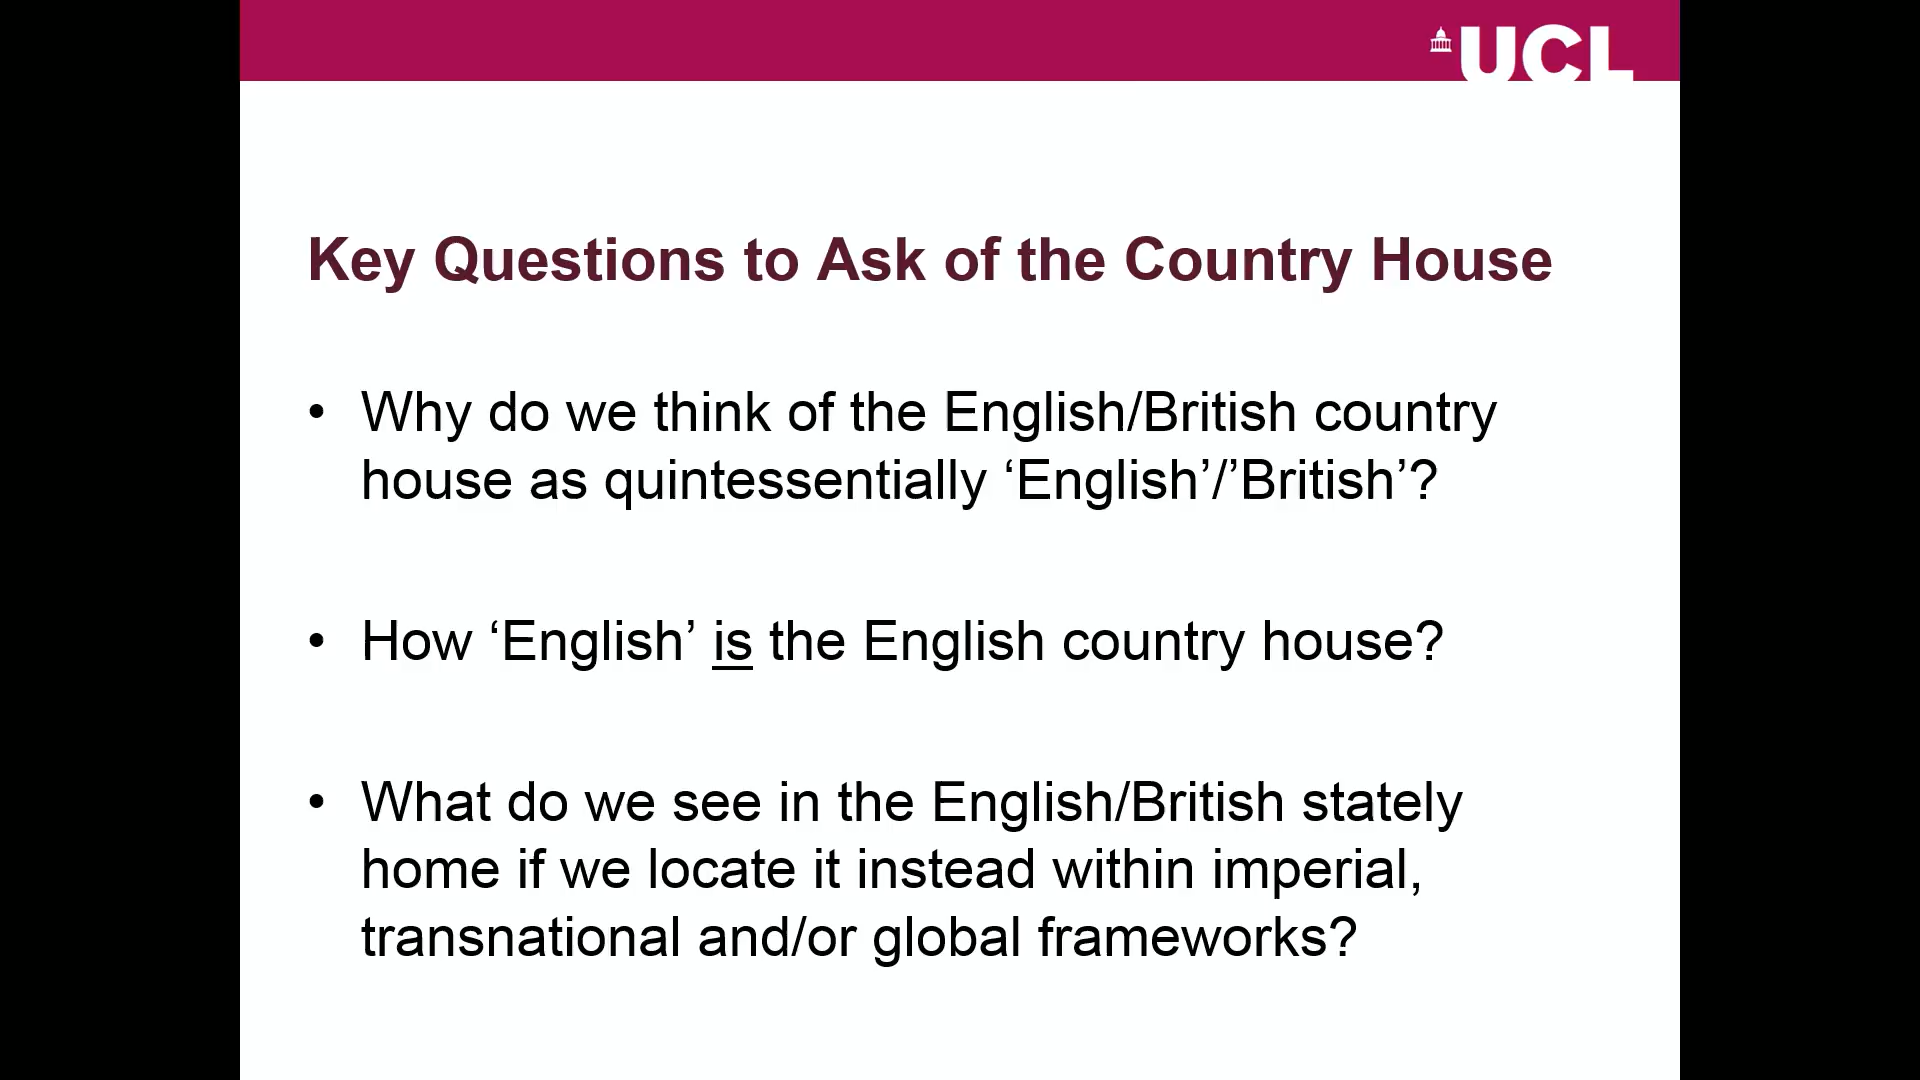 UCL
Key Questions to Ask of the Country House
• Why do we think of the English/British country
house as quintessentially ‘English’/’British’?
• How ‘English’ is the English country house?
• What do we see in the English/British stately
home if we locate it instead within imperial,
transnational and/or global frameworks?